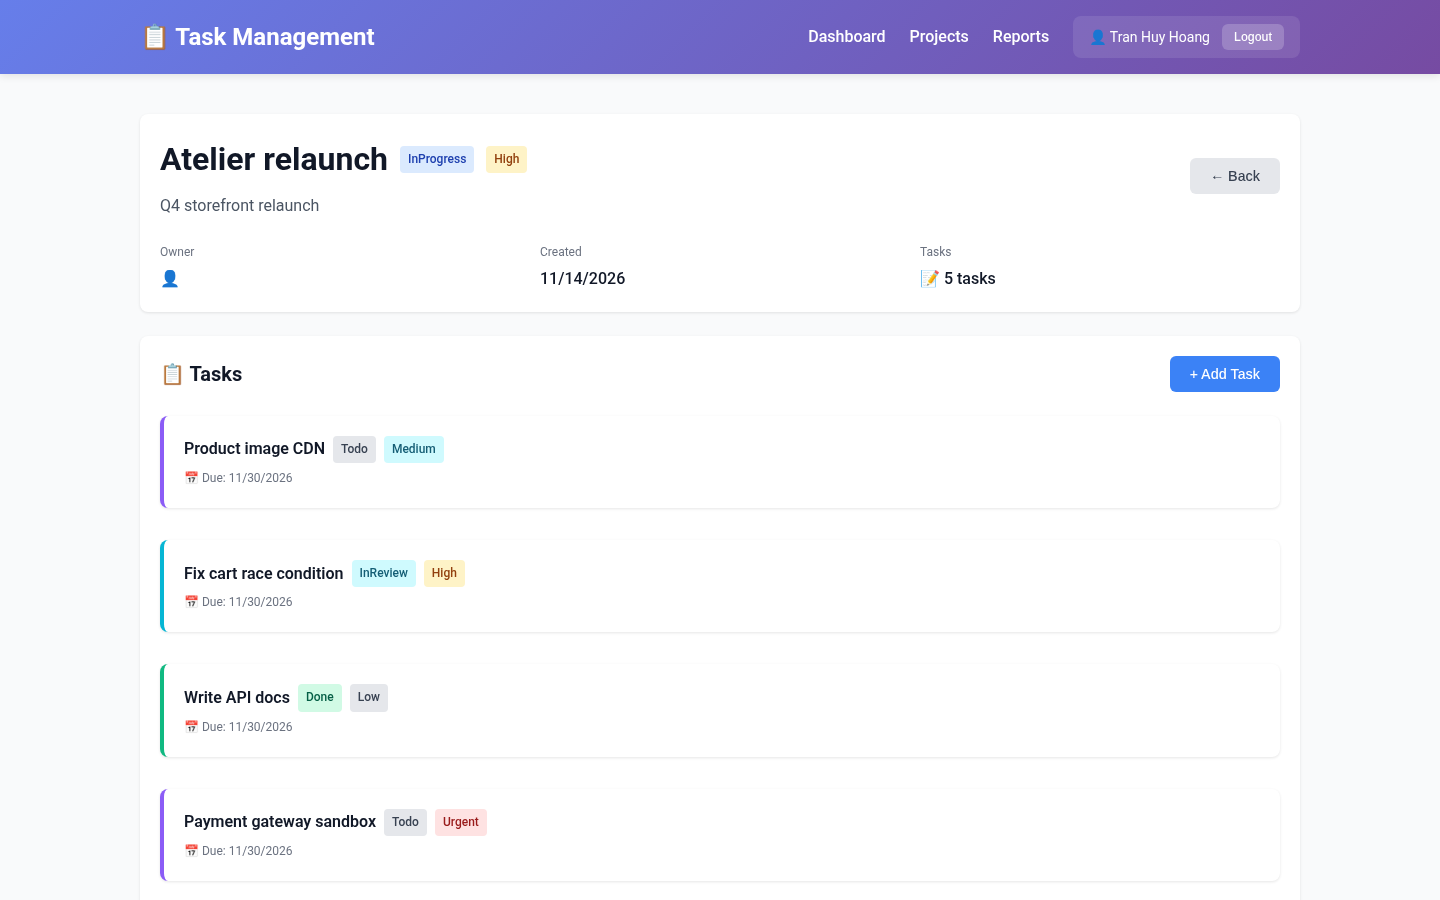 📋 Task Management
Dashboard Projects Reports 👤 Tran Huy Hoang Logout
Atelier relaunch InProgress High
← Back
Q4 storefront relaunch
Owner Created Tasks
👤 11/14/2026 📝 5 tasks
📋 Tasks + Add Task
Product image CDN Todo Medium
📅 Due: 11/30/2026
Fix cart race condition InReview High
📅 Due: 11/30/2026
Write API docs Done Low
📅 Due: 11/30/2026
Payment gateway sandbox Todo Urgent
📅 Due: 11/30/2026